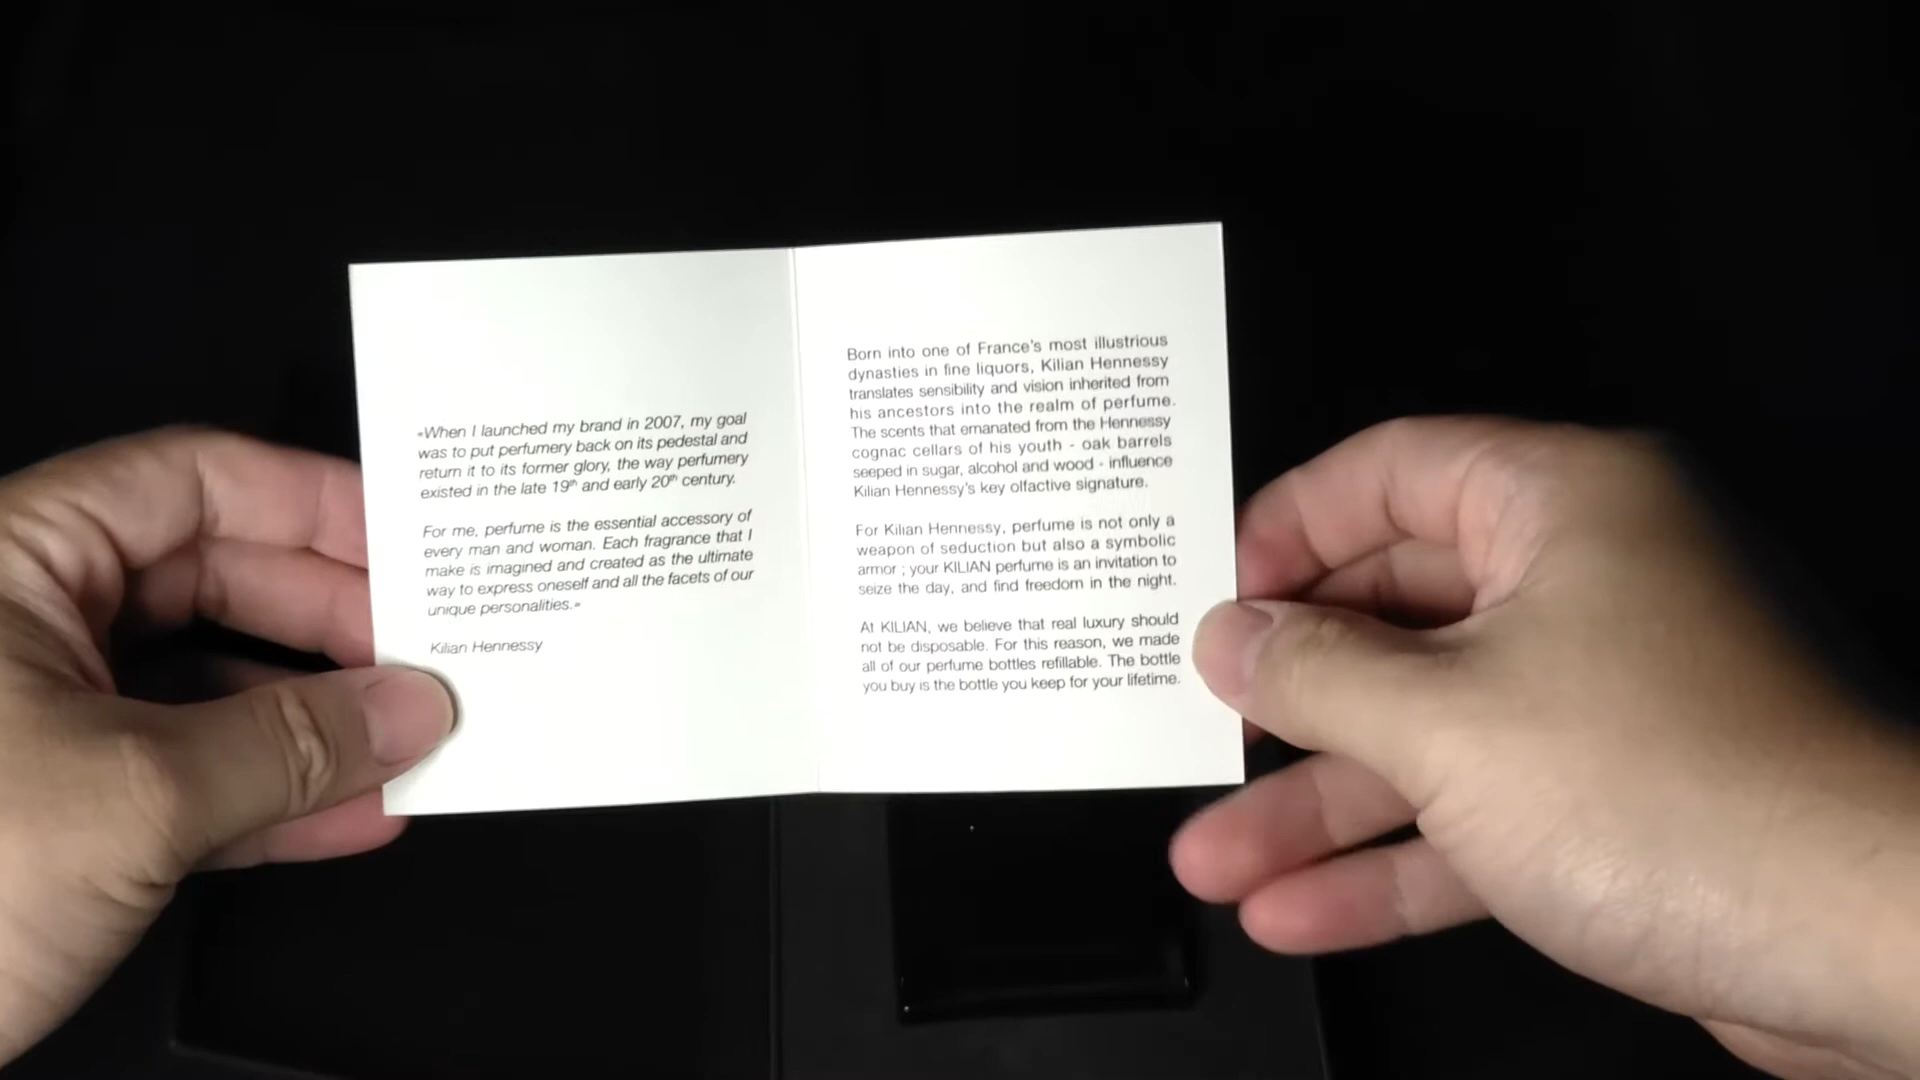 «When I launched my brand in 2007, my goal
was to put perfumery back on its pedestal and
return it to its former glory, the way perfumery
existed in the late 19th and early 20th century.
For me, perfume is the essential accessory of
every man and woman. Each fragrance that I
make is imagined and created as the ultimate
way to express oneself and all the facets of our
unique personalities.»
Kilian Hennessy
Born into one of France's most illustrious
dynasties in fine liquors, Kilian Hennessy
translates sensibility and vision inherited from
his ancestors into the realm of perfume.
The scents that emanated from the Hennessy
cognac cellars of his youth - oak barrels
seeped in sugar, alcohol and wood - influence
Kilian Hennessy's key olfactive signature.
For Kilian Hennessy, perfume is not only a
weapon of seduction but also a symbolic
armor ; your KILIAN perfume is an invitation to
seize the day, and find freedom in the night.
At KILIAN, we believe that real luxury should
not be disposable. For this reason, we made
all of our perfume bottles refillable. The bottle
you buy is the bottle you keep for your lifetime.